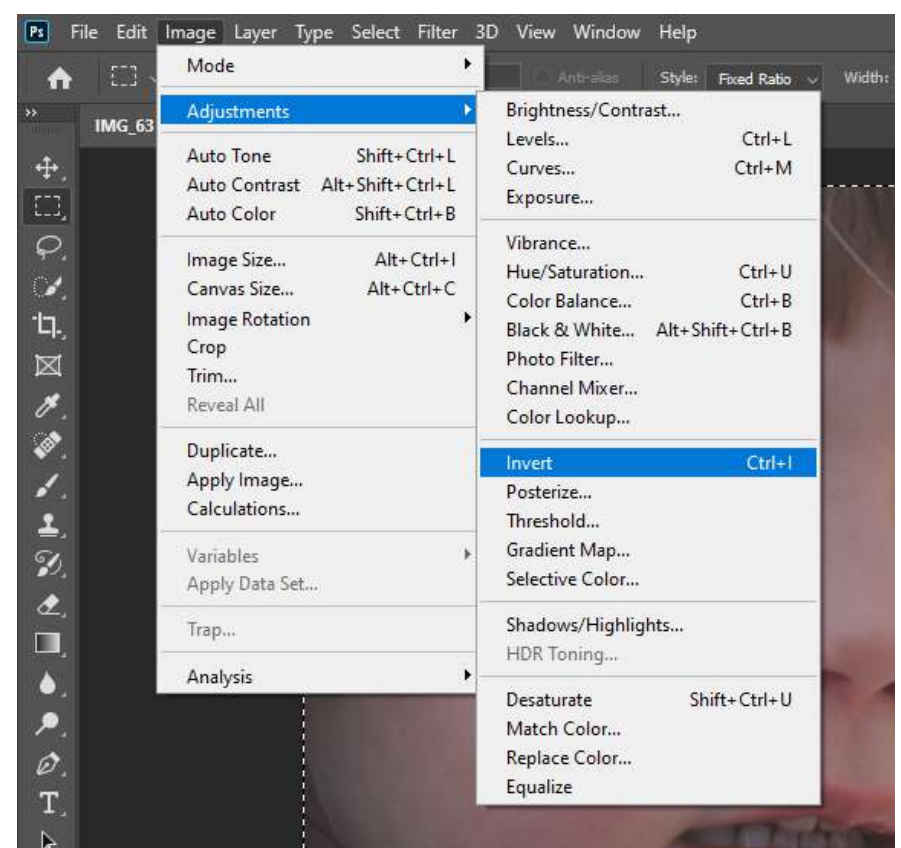 Ps File Edit Image Layer Type Select Filter 3D View Window Help
Anti-alias Style: Fixed Ratio Width:
IMG_63
Mode
Adjustments
Auto Tone Shift+Ctrl+L
Auto Contrast Alt+Shift+Ctrl+L
Auto Color Shift+Ctrl+B
Image Size... Alt+Ctrl+I
Canvas Size... Alt+Ctrl+C
Image Rotation
Crop
Trim...
Reveal All
Duplicate...
Apply Image...
Calculations...
Variables
Apply Data Set...
Trap...
Analysis
Brightness/Contrast...
Levels... Ctrl+L
Curves... Ctrl+M
Exposure...
Vibrance...
Hue/Saturation... Ctrl+U
Color Balance... Ctrl+B
Black & White... Alt+Shift+Ctrl+B
Photo Filter...
Channel Mixer...
Color Lookup...
Invert Ctrl+I
Posterize...
Threshold...
Gradient Map...
Selective Color...
Shadows/Highlights...
HDR Toning...
Desaturate Shift+Ctrl+U
Match Color...
Replace Color...
Equalize